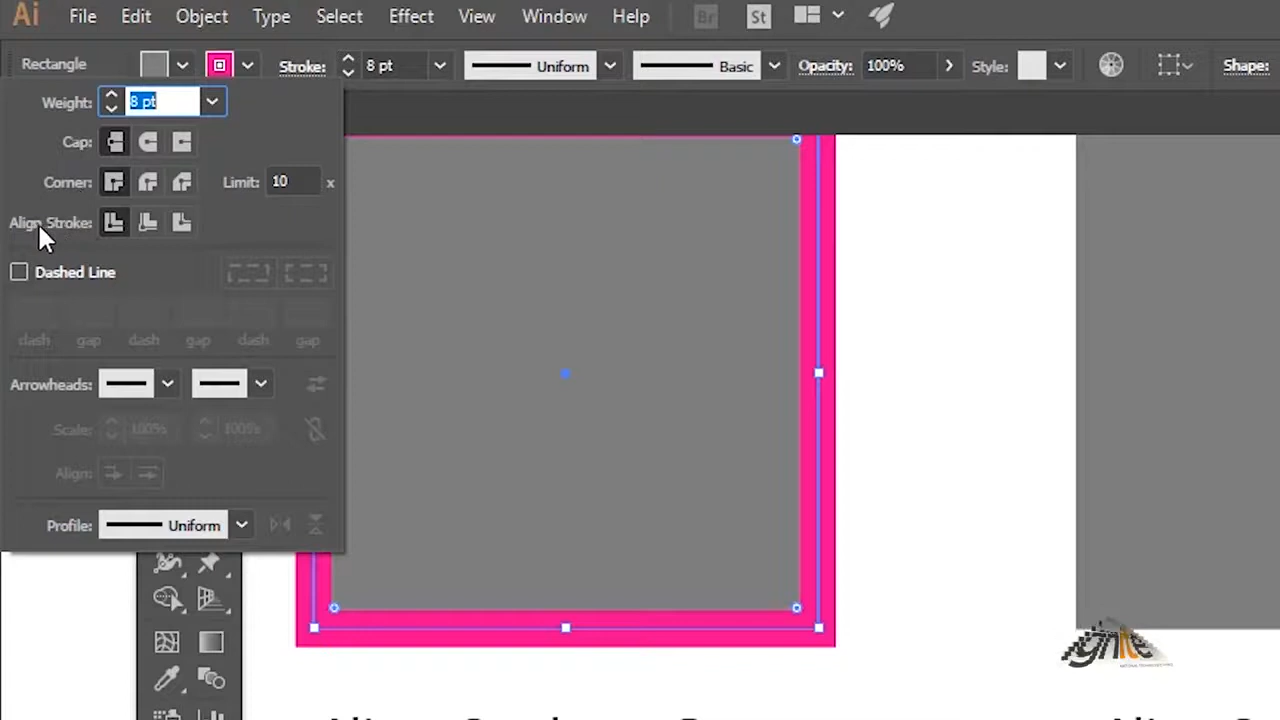 Ai File Edit Object Type Select Effect View Window Help Br St
Rectangle Stroke: 8 pt Uniform Basic Opacity: 100% Style: Shape:
Weight: 8 pt
Cap:
Corner: Limit: 10 x
Align Stroke:
Dashed Line
dash gap dash gap dash gap
Arrowheads:
Scale: 100% 100%
Align:
Profile: Uniform
ignite